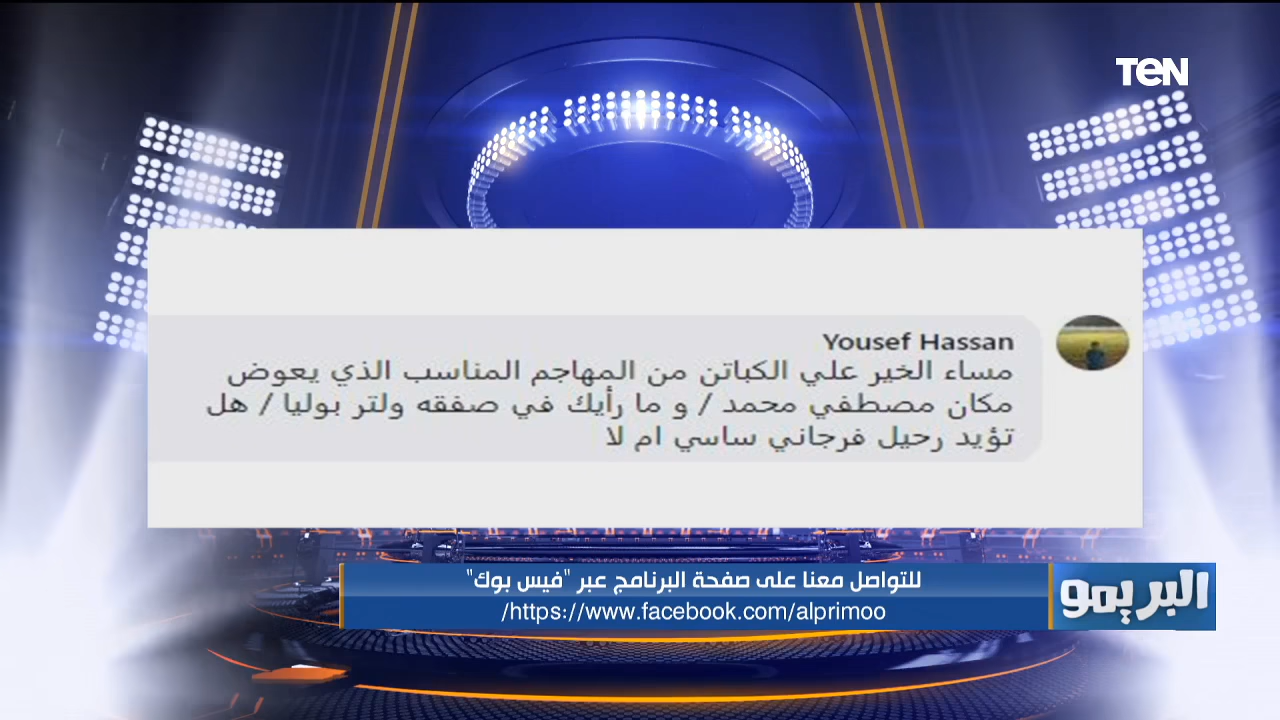 TEN
Yousef Hassan
مساء الخير علي الكباتن من المهاجم المناسب الذي يعوض
مكان مصطفي محمد / و ما رأيك في صفقه ولتر بوليا / هل
تؤيد رحيل فرجاني ساسي ام لا
البريمو
للتواصل معنا على صفحة البرنامج عبر "فيس بوك"
/https://www.facebook.com/alprimoo